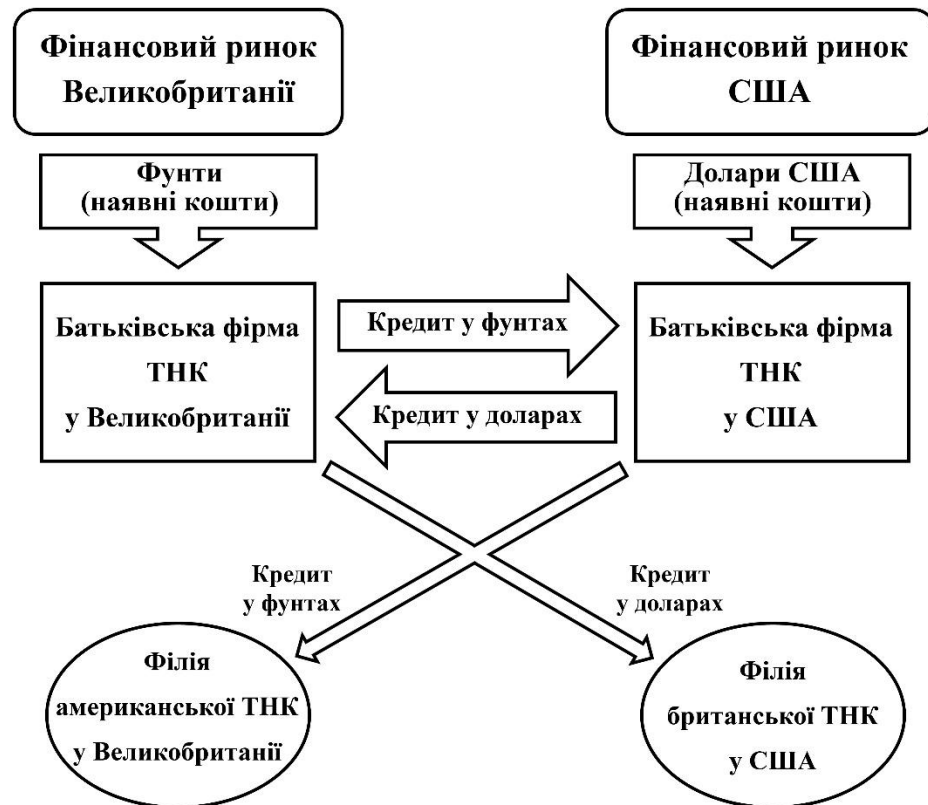 Фінансовий ринок
Великобританії
Фінансовий ринок
США
Фунти
(наявні кошти)
Долари США
(наявні кошти)
Батьківська фірма
ТНК
у Великобританії
Кредит у фунтах
Кредит у доларах
Батьківська фірма
ТНК
у США
Кредит
у фунтах
Кредит
у доларах
Філія
американської ТНК
у Великобританії
Філія
британської ТНК
у США